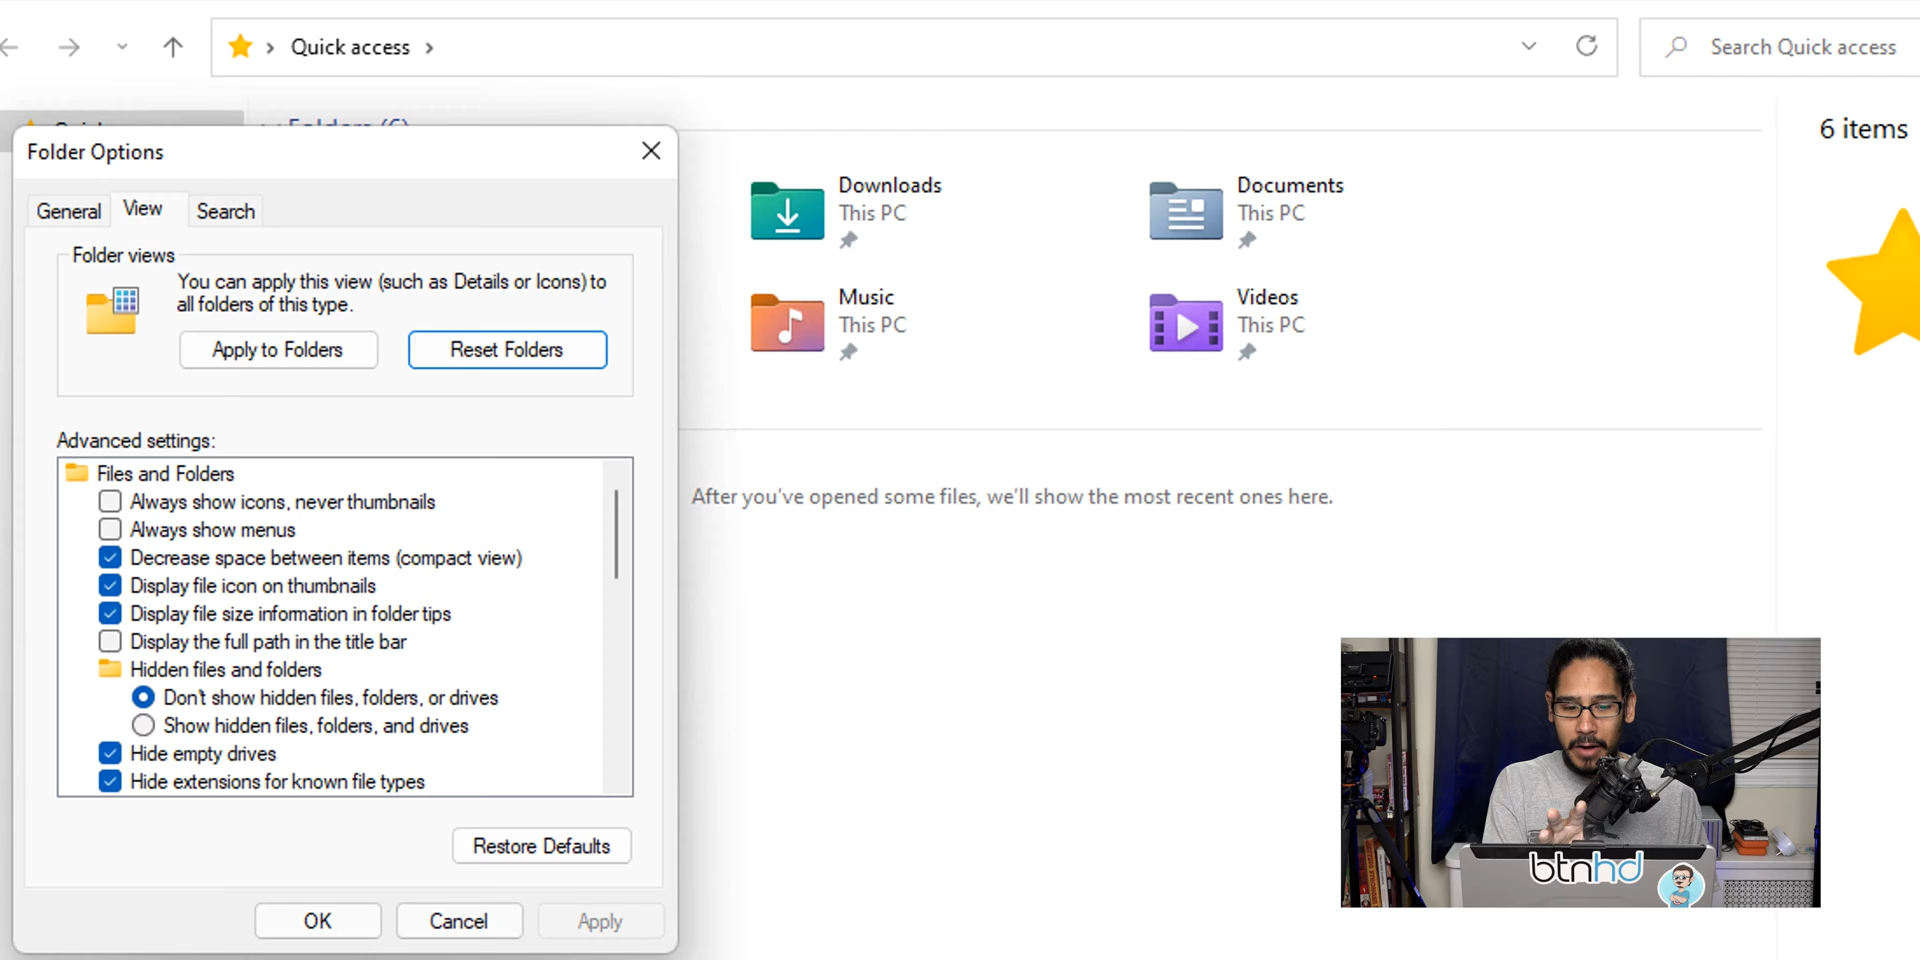 Quick access
Search Quick access
Folders (6)
6 items
Folder Options
General
View
Search
Downloads
This PC
Documents
This PC
Music
This PC
Videos
This PC
Folder views
You can apply this view (such as Details or Icons) to
all folders of this type.
Apply to Folders
Reset Folders
Advanced settings:
Files and Folders
Always show icons, never thumbnails
Always show menus
Decrease space between items (compact view)
Display file icon on thumbnails
Display file size information in folder tips
Display the full path in the title bar
Hidden files and folders
Don't show hidden files, folders, or drives
Show hidden files, folders, and drives
Hide empty drives
Hide extensions for known file types
After you've opened some files, we'll show the most recent ones here.
Restore Defaults
OK
Cancel
Apply
btnhd